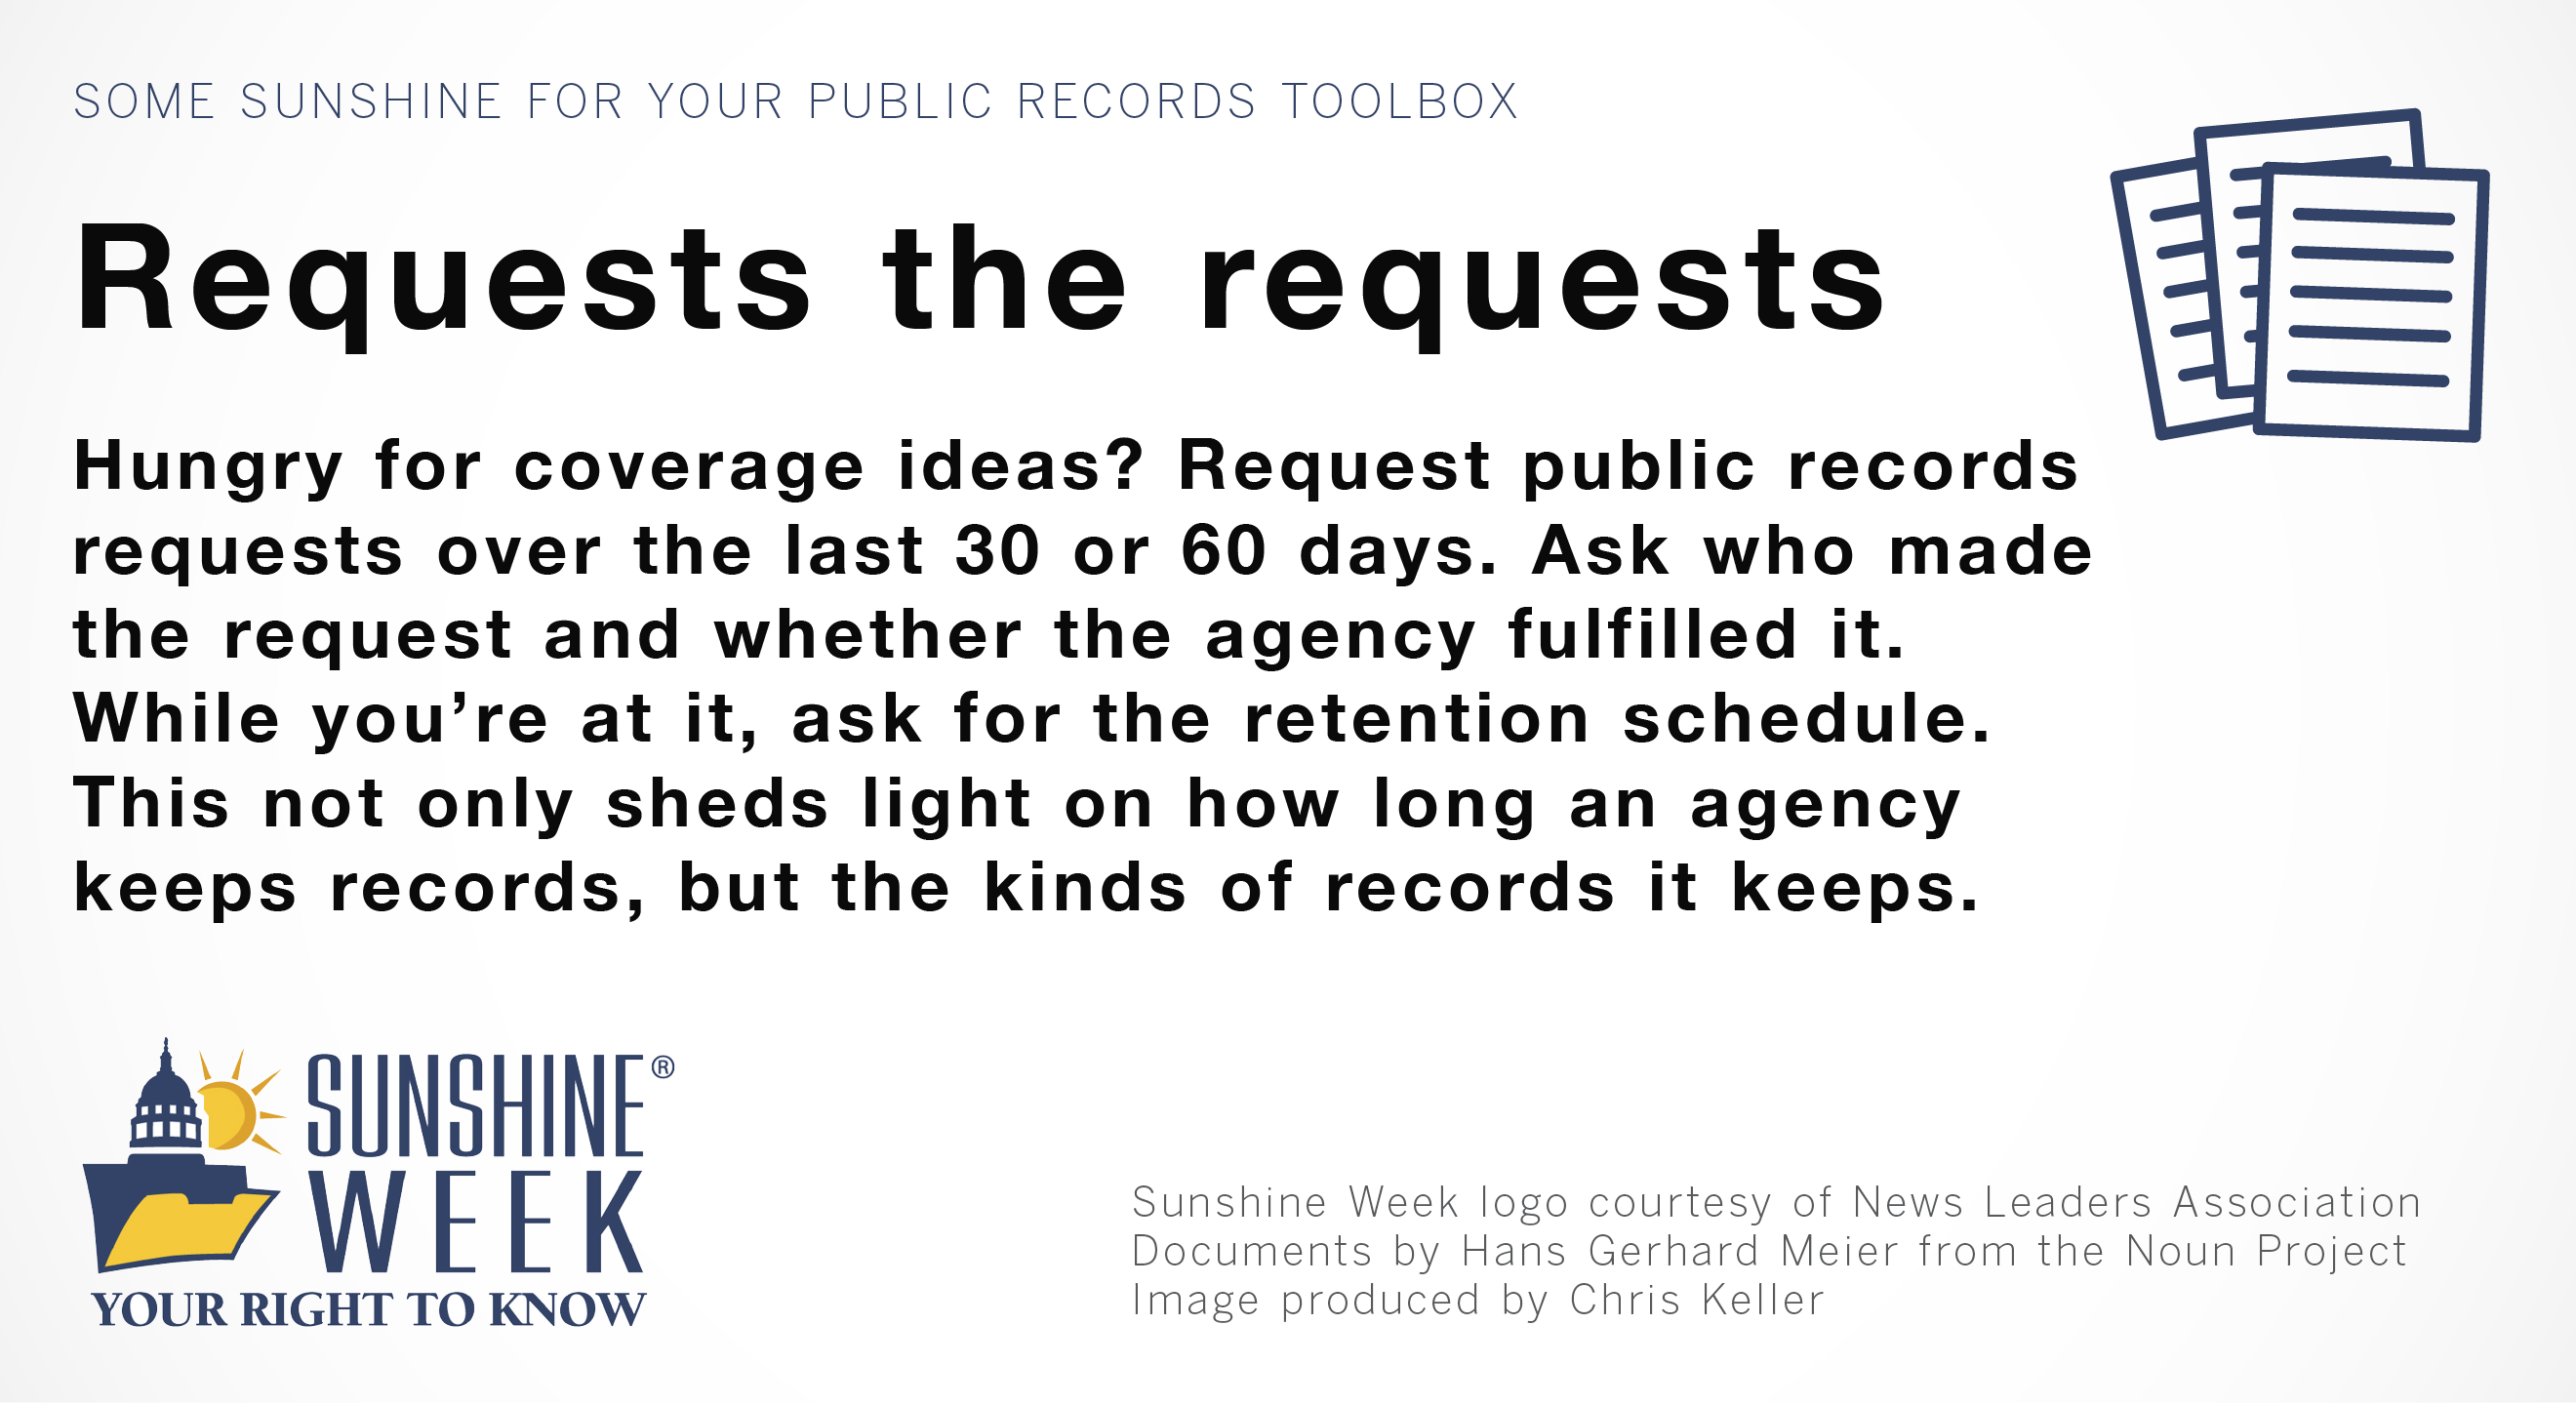 SOME SUNSHINE FOR YOUR PUBLIC RECORDS TOOLBOX
Requests the requests
Hungry for coverage ideas? Request public records
requests over the last 30 or 60 days. Ask who made
the request and whether the agency fulfilled it.
While you’re at it, ask for the retention schedule.
This not only sheds light on how long an agency
keeps records, but the kinds of records it keeps.
SUNSHINE®
WEEK
YOUR RIGHT TO KNOW
Sunshine Week logo courtesy of News Leaders Association
Documents by Hans Gerhard Meier from the Noun Project
Image produced by Chris Keller